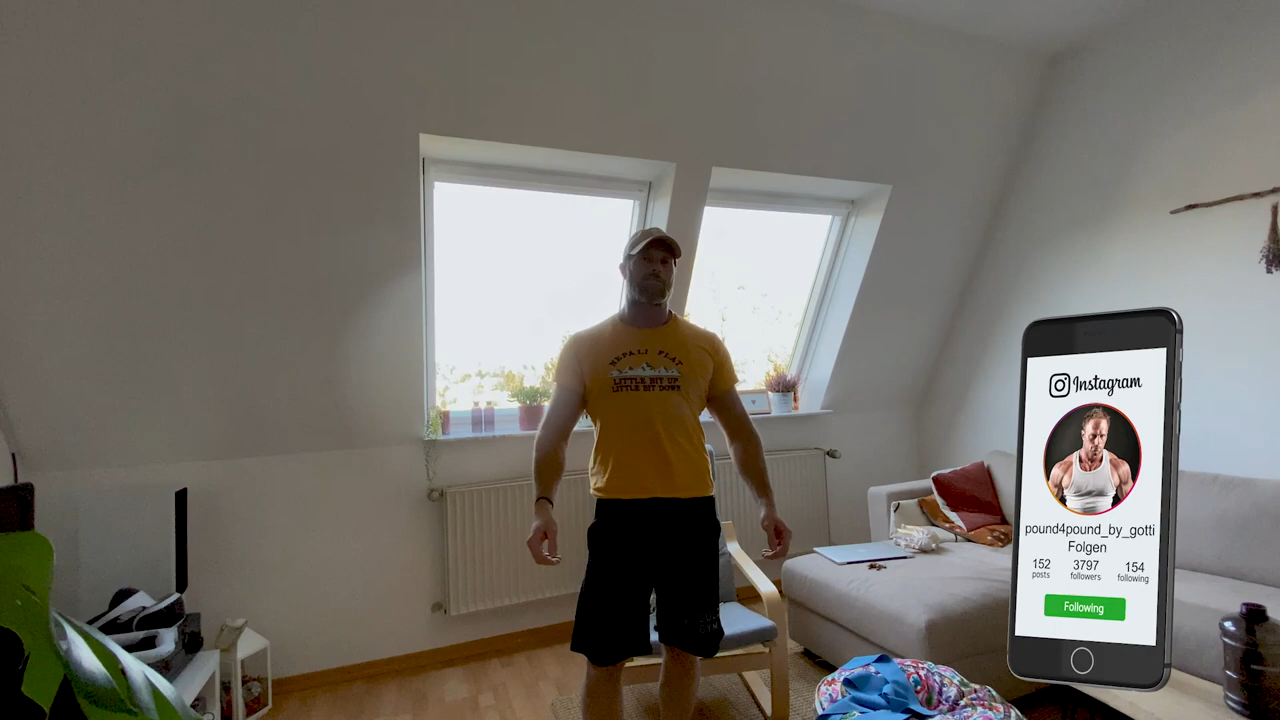 NEPALI FLAT
LITTLE BIT UP
LITTLE BIT DOWN
Instagram
pound4pound_by_gotti
Folgen
152
posts
3797
followers
154
following
Following